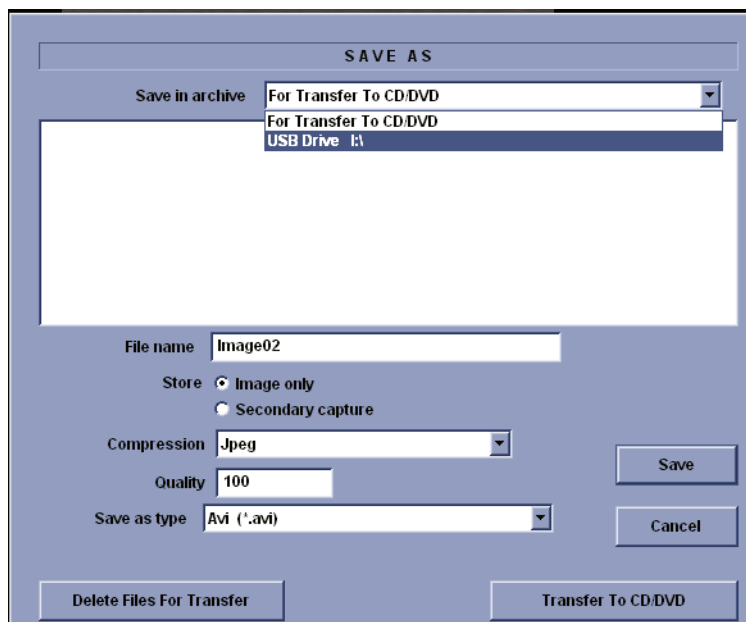 SAVE AS
Save in archive For Transfer To CD/DVD
For Transfer To CD/DVD
USB Drive I:\
File name Image02
Store Image only
Secondary capture
Compression Jpeg
Quality 100
Save
Save as type Avi (*.avi)
Cancel
Delete Files For Transfer Transfer To CD/DVD